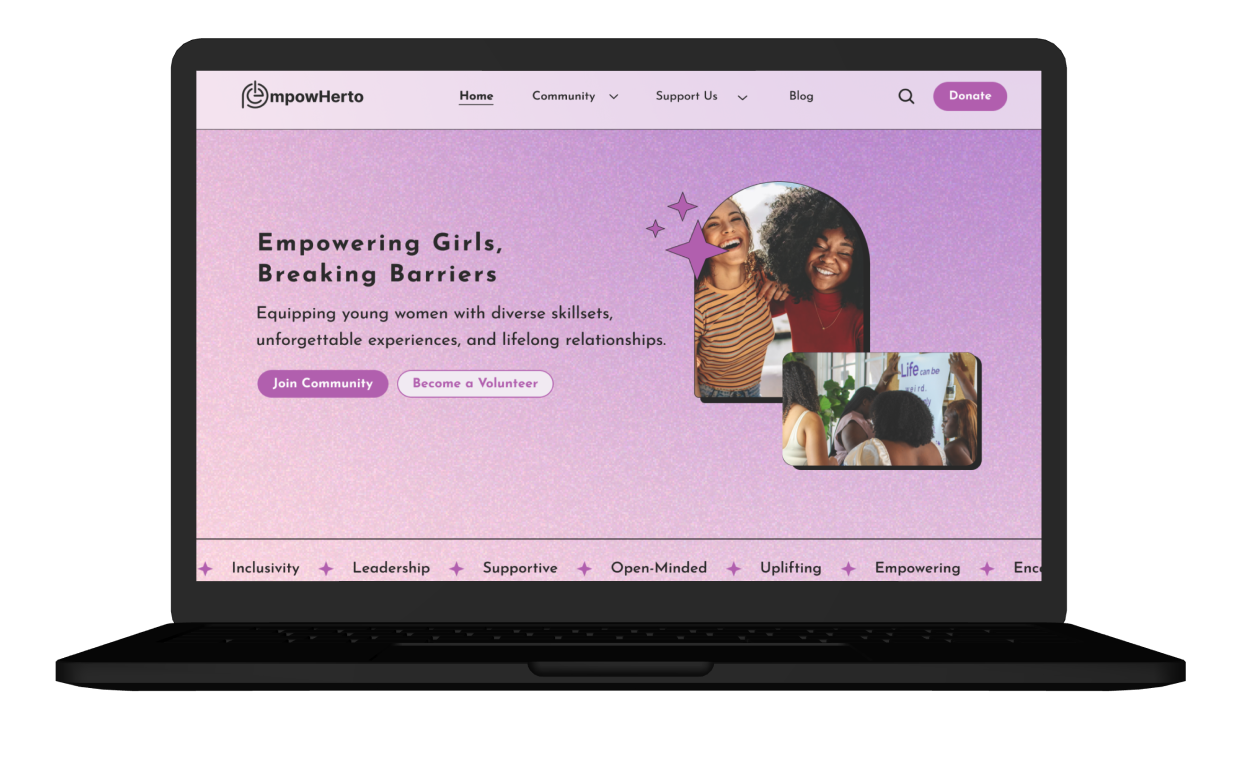 empowHerto
Home
Community
Support Us
Blog
Donate
Empowering Girls,
Breaking Barriers
Equipping young women with diverse skillsets,
unforgettable experiences, and lifelong relationships.
Join Community
Become a Volunteer
Life can be
weird.
Inclusivity
Leadership
Supportive
Open-Minded
Uplifting
Empowering
Enc